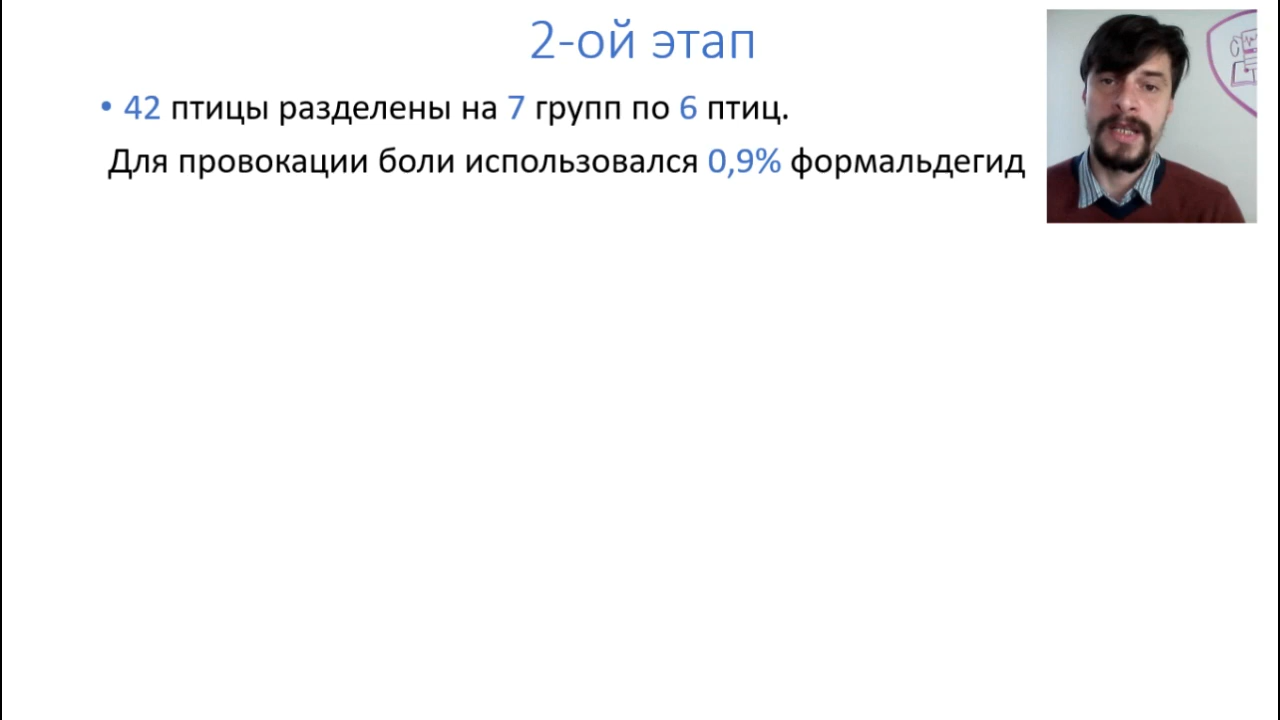 2-ой этап
• 42 птицы разделены на 7 групп по 6 птиц.
Для провокации боли использовался 0,9% формальдегид